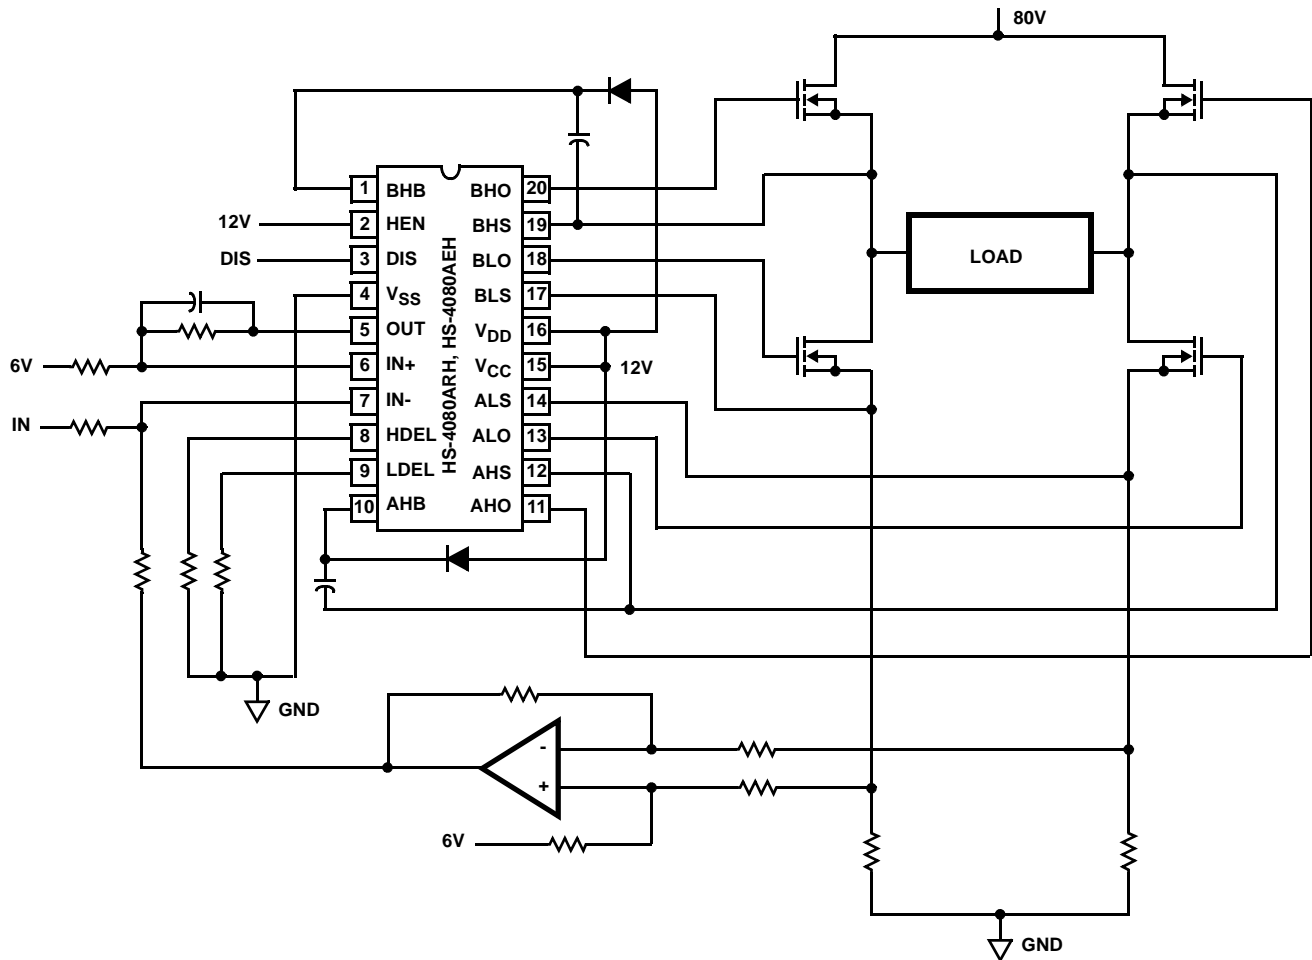 80V
1 BHB BHO 20
12V 2 HEN BHS 19
DIS 3 DIS BLO 18
4 VSS BLS 17
5 OUT VDD 16
6V 6 IN+ VCC 15 12V
IN 7 IN- ALS 14
8 HDEL ALO 13
9 LDEL AHS 12
10 AHB AHO 11
HS-4080ARH, HS-4080AEH
LOAD
GND
-
+
6V
GND